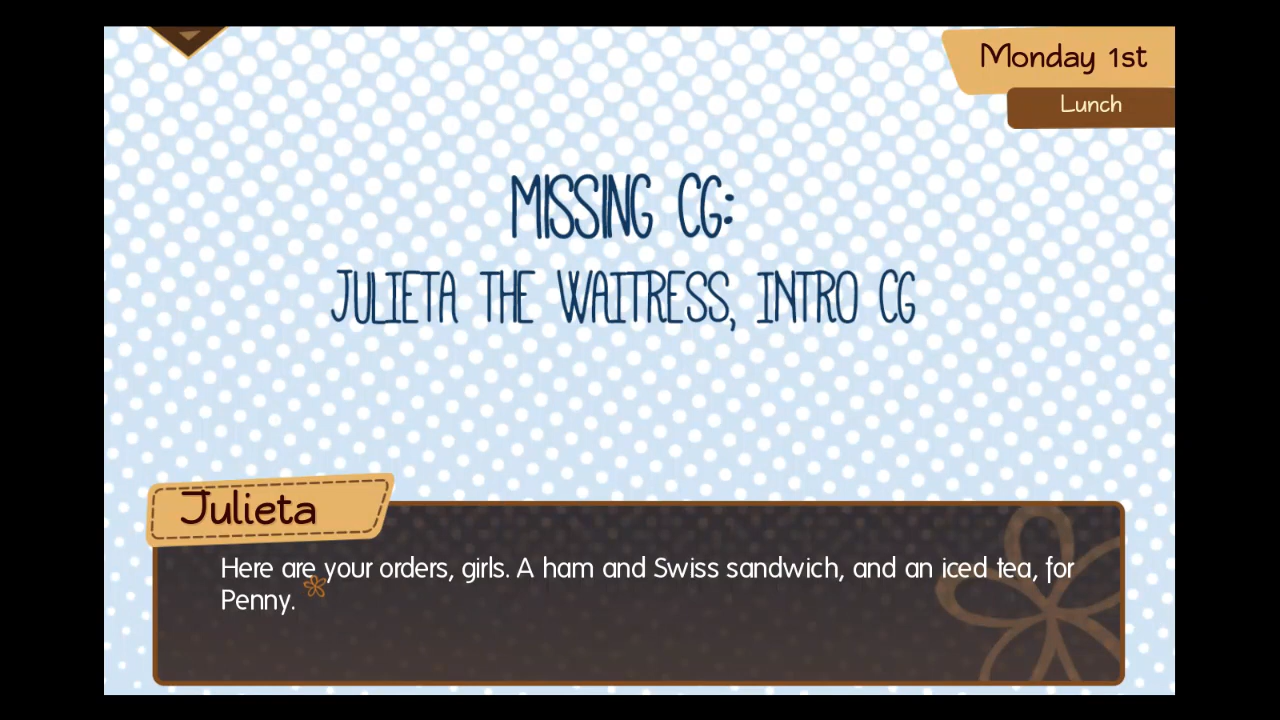 Monday 1st
Lunch
MISSING CG:
JULIETA THE WAITRESS, INTRO CG
Julieta
Here are your orders, girls. A ham and Swiss sandwich, and an iced tea, for
Penny.